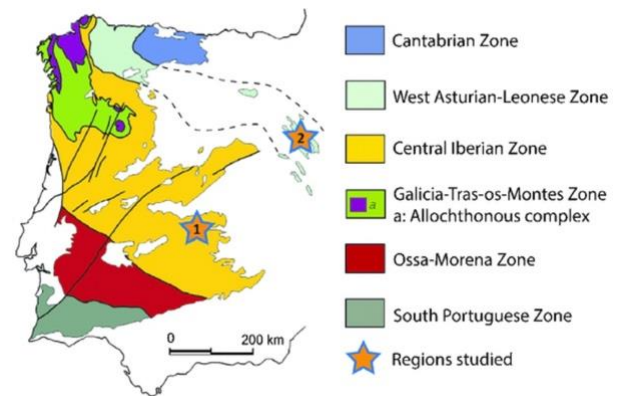 Cantabrian Zone
West Asturian-Leonese Zone
2
Central Iberian Zone
a
Galicia-Tras-os-Montes Zone
a: Allochthonous complex
1
Ossa-Morena Zone
South Portuguese Zone
0 200 km
Regions studied